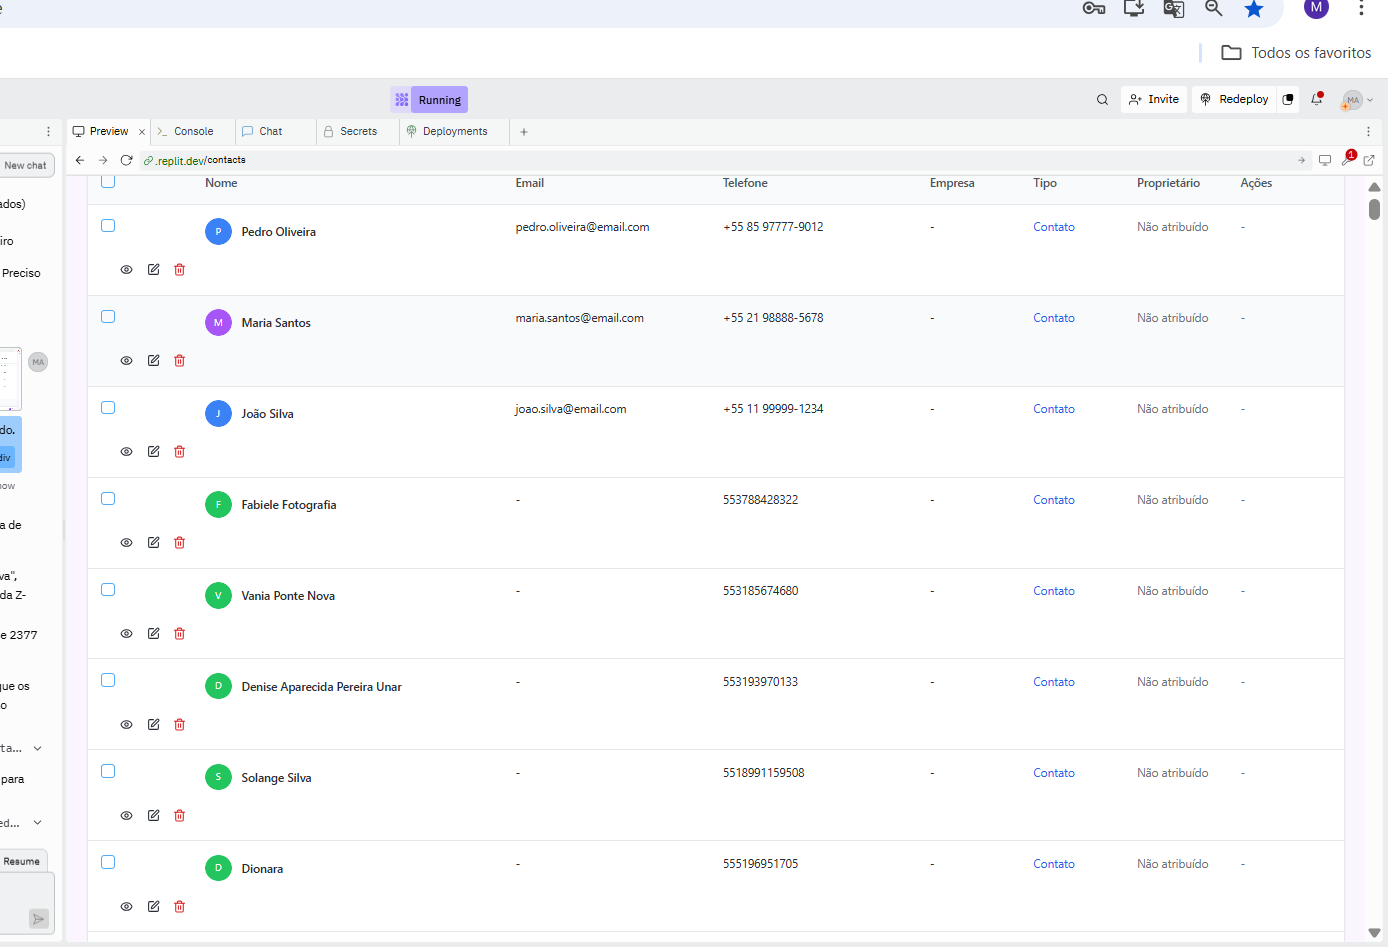 e
M
Todos os favoritos
Running
Invite
Redeploy
MA
Preview
Console
Chat
Secrets
Deployments
New chat
.replit.dev/contacts
1
ados)
iro
Preciso
MA
do.
div
now
a de
va",
da Z-
e 2377
que os
o
rta...
para
ed...
Resume
Nome Email Telefone Empresa Tipo Proprietário Ações
P Pedro Oliveira pedro.oliveira@email.com +55 85 97777-9012 - Contato Não atribuído -
M Maria Santos maria.santos@email.com +55 21 98888-5678 - Contato Não atribuído -
J João Silva joao.silva@email.com +55 11 99999-1234 - Contato Não atribuído -
F Fabiele Fotografia - 553788428322 - Contato Não atribuído -
V Vania Ponte Nova - 553185674680 - Contato Não atribuído -
D Denise Aparecida Pereira Unar - 553193970133 - Contato Não atribuído -
S Solange Silva - 5518991159508 - Contato Não atribuído -
D Dionara - 555196951705 - Contato Não atribuído -